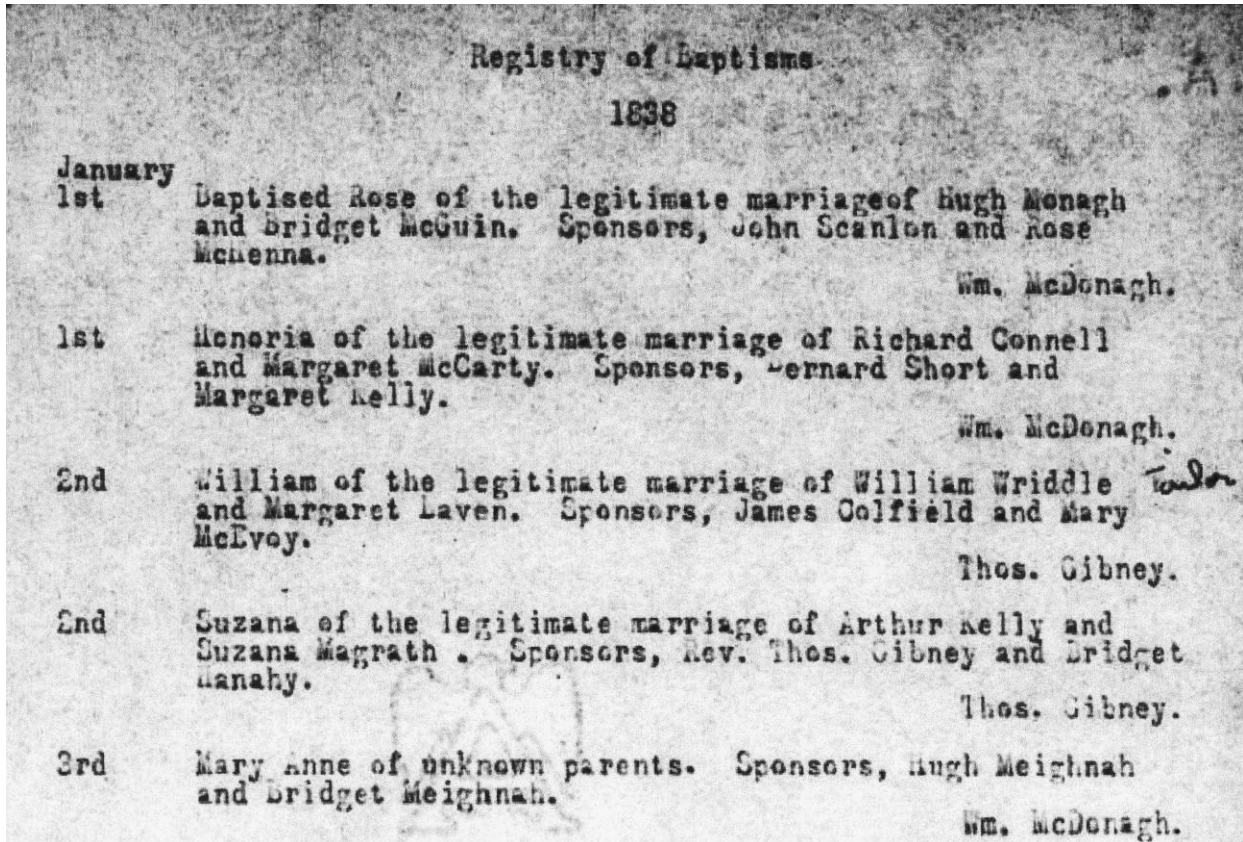 Registry of Baptisms
1838
January
1st Baptised Rose of the legitimate marriageof Hugh Monagh
and Bridget McGuin. Sponsors, John Scanlon and Rose
McKenna.
Wm. McDonagh.
1st Honoria of the legitimate marriage of Richard Connell
and Margaret McCarty. Sponsors, Bernard Short and
Margaret Kelly.
Wm. McDonagh.
2nd William of the legitimate marriage of William Wriddle
and Margaret Laven. Sponsors, James Colfield and Mary
McEvoy.
Thos. Gibney.
2nd Suzana of the legitimate marriage of Arthur Kelly and
Suzana Magrath . Sponsors, Rev. Thos. Gibney and Bridget
Thos. Gibney.
3rd Mary Anne of unknown parents. Sponsors, Hugh Meighnah
and Bridget Meighnah.
Wm. McDonagh.